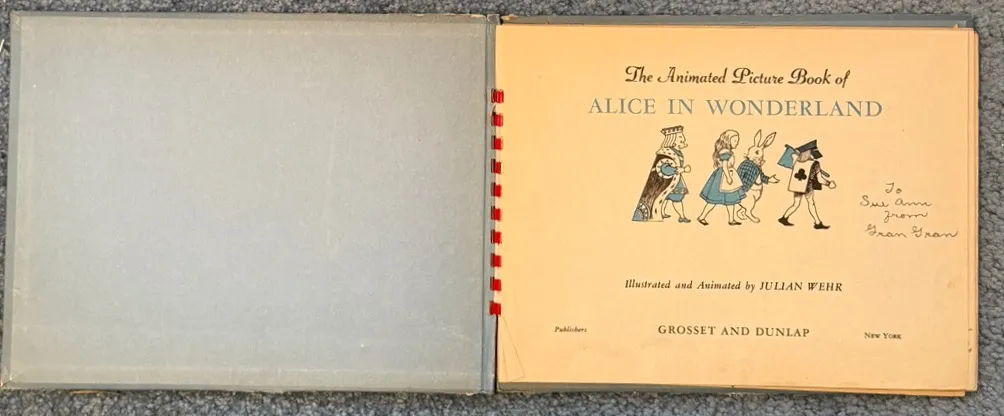 The Animated Picture Book of
ALICE IN WONDERLAND
To
Sue Ann
from
Gran Gran
Illustrated and Animated by JULIAN WEHR
Publishers GROSSET AND DUNLAP NEW YORK